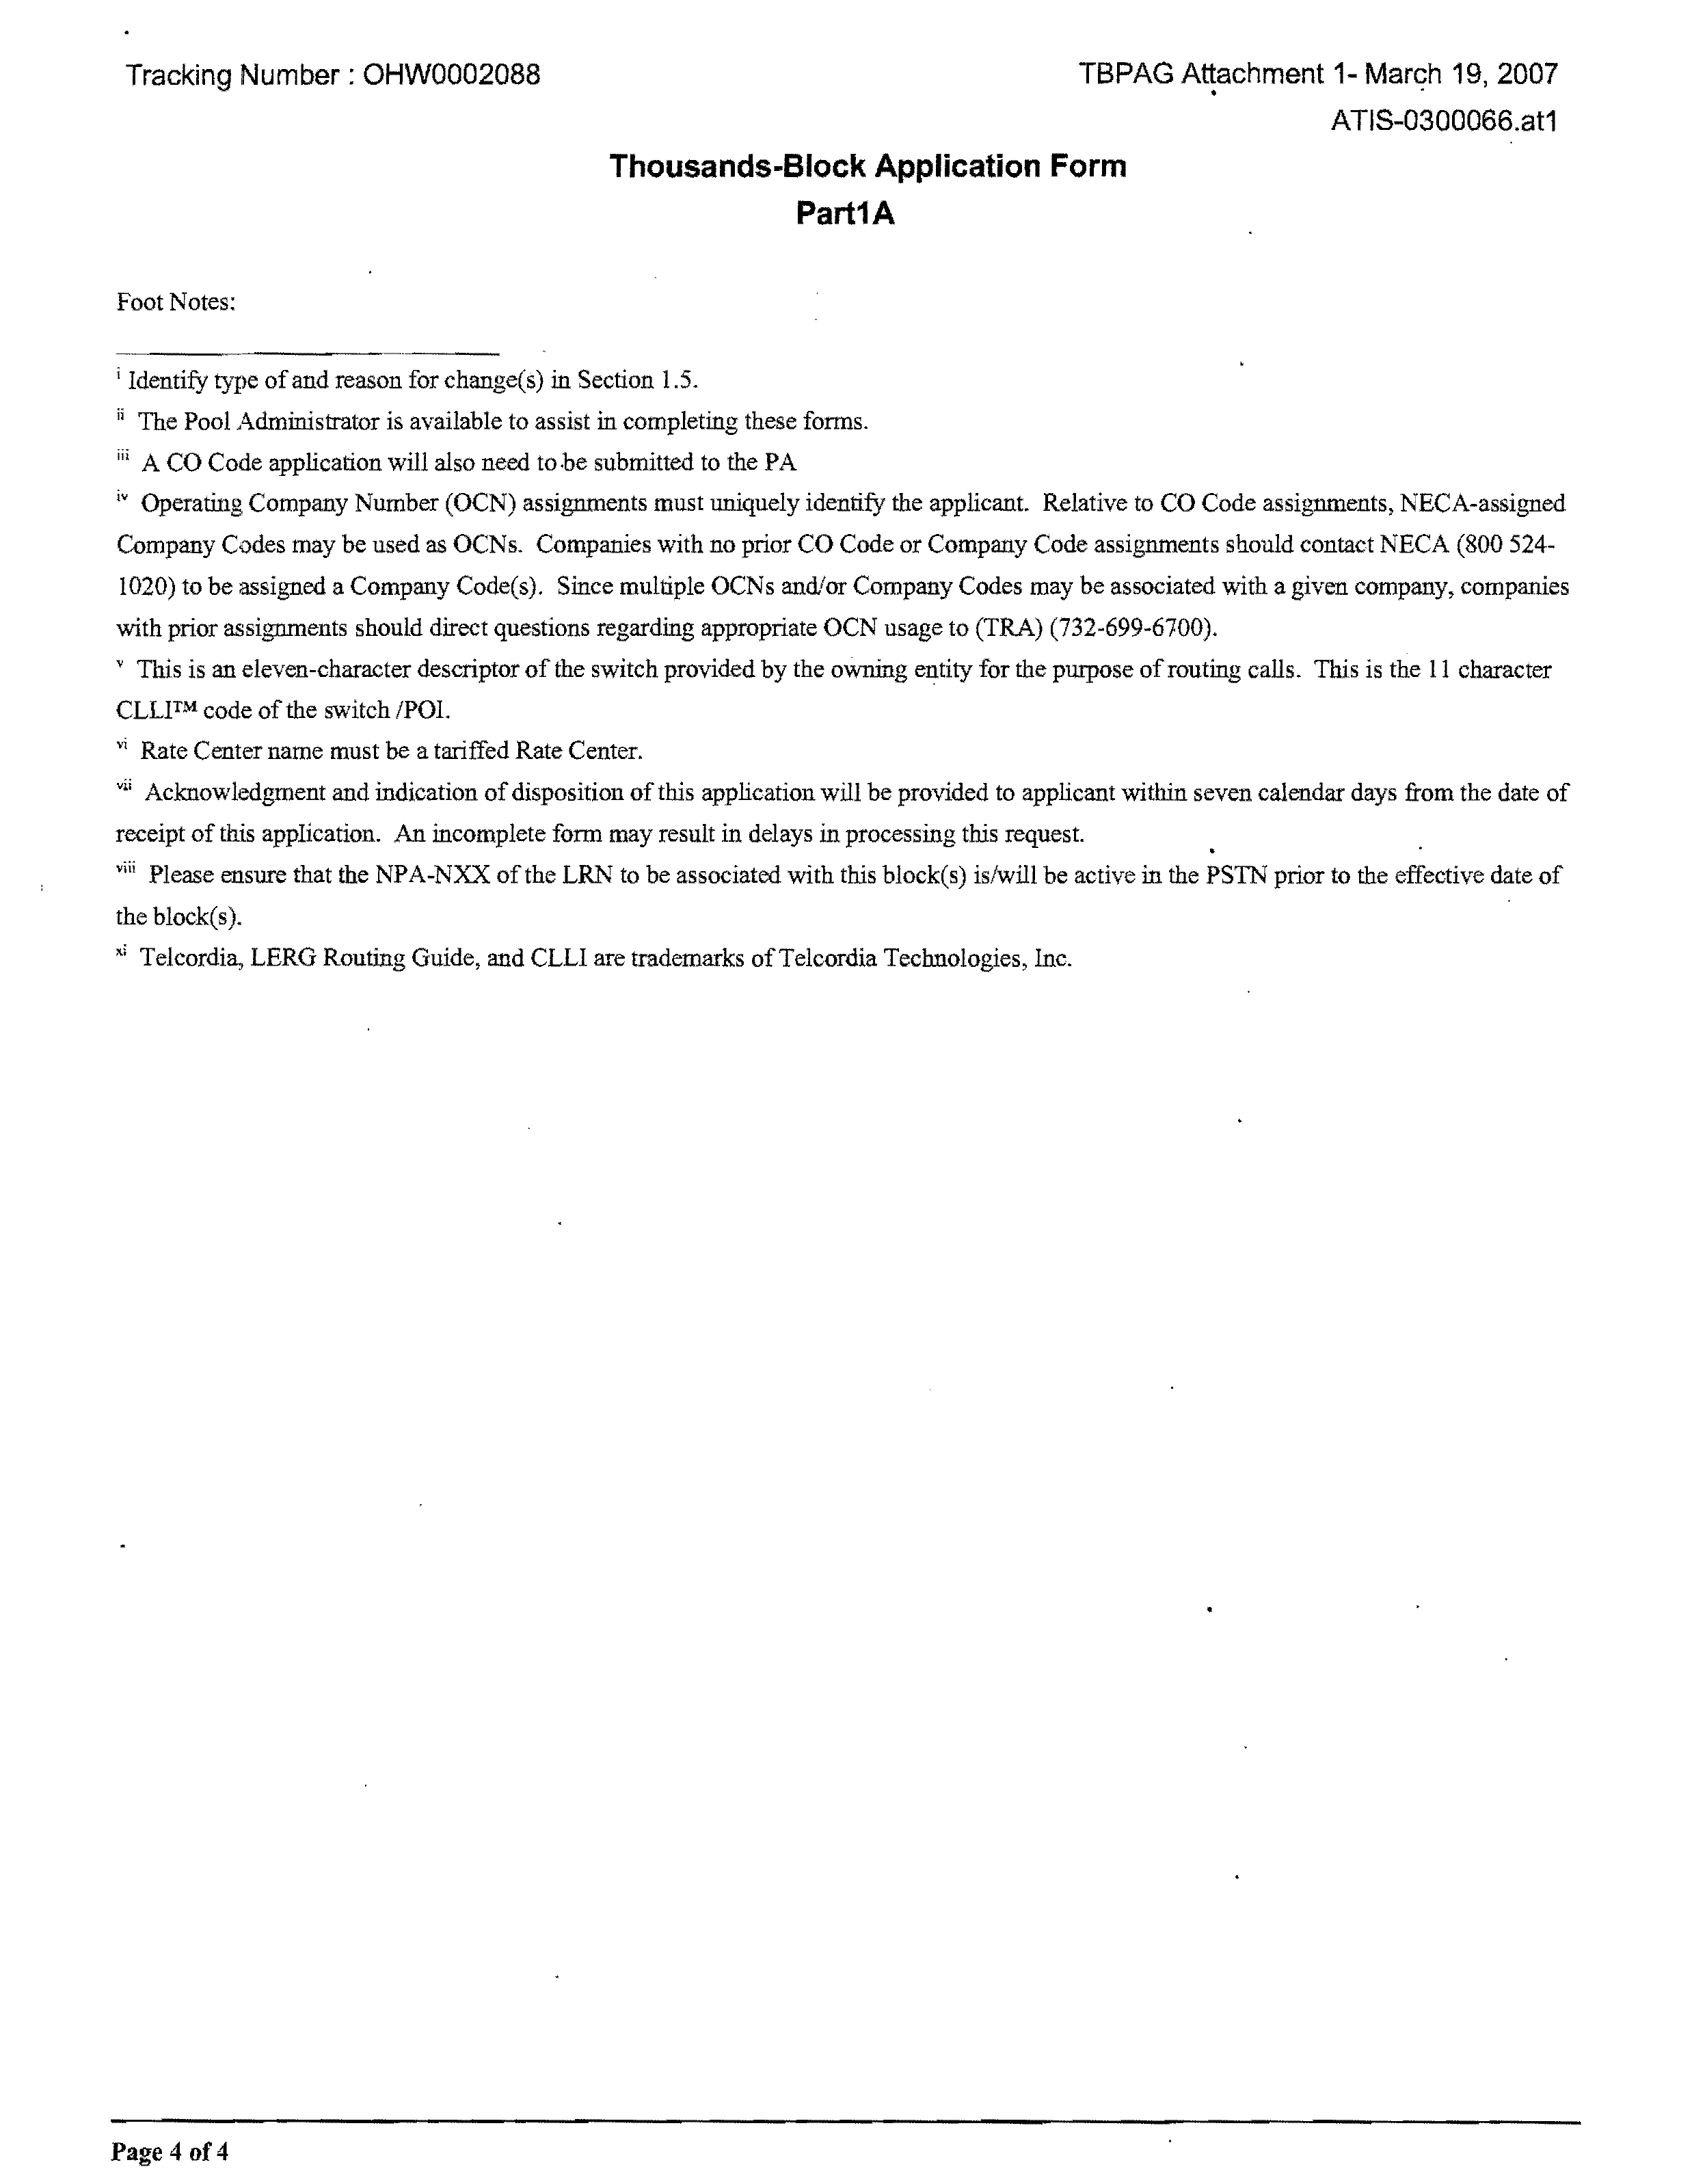 Tracking Number : OHW0002088
TBPAG Attachment 1- March 19, 2007
ATIS-0300066.at1
Thousands-Block Application Form
Part1A
Foot Notes:
i Identify type of and reason for change(s) in Section 1.5.
ii The Pool Administrator is available to assist in completing these forms.
iii A CO Code application will also need to be submitted to the PA
iv Operating Company Number (OCN) assignments must uniquely identify the applicant. Relative to CO Code assignments, NECA-assigned
Company Codes may be used as OCNs. Companies with no prior CO Code or Company Code assignments should contact NECA (800 524-
1020) to be assigned a Company Code(s). Since multiple OCNs and/or Company Codes may be associated with a given company, companies
with prior assignments should direct questions regarding appropriate OCN usage to (TRA) (732-699-6700).
v This is an eleven-character descriptor of the switch provided by the owning entity for the purpose of routing calls. This is the 11 character
CLLI™ code of the switch /POI.
vi Rate Center name must be a tariffed Rate Center.
vii Acknowledgment and indication of disposition of this application will be provided to applicant within seven calendar days from the date of
receipt of this application. An incomplete form may result in delays in processing this request.
viii Please ensure that the NPA-NXX of the LRN to be associated with this block(s) is/will be active in the PSTN prior to the effective date of
the block(s).
xi Telcordia, LERG Routing Guide, and CLLI are trademarks of Telcordia Technologies, Inc.
Page 4 of 4